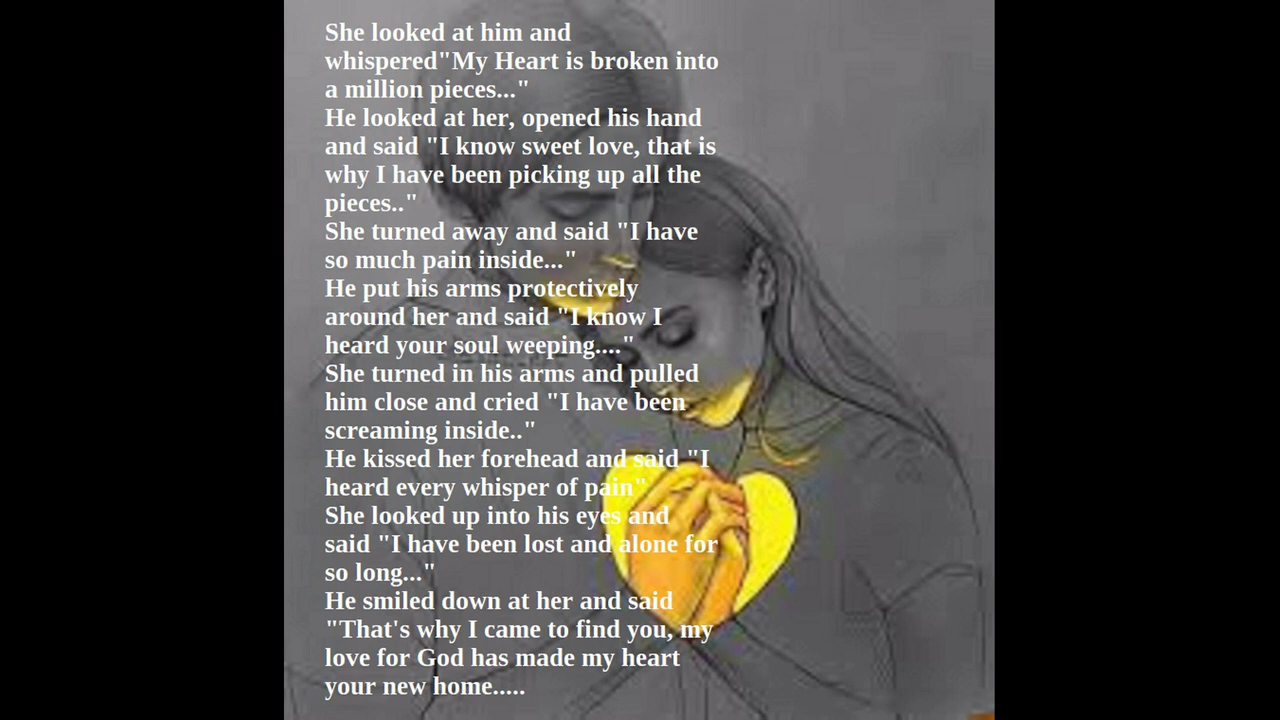 She looked at him and
whispered"My Heart is broken into
a million pieces..."
He looked at her, opened his hand
and said "I know sweet love, that is
why I have been picking up all the
pieces.."
She turned away and said "I have
so much pain inside..."
He put his arms protectively
around her and said "I know I
heard your soul weeping...."
She turned in his arms and pulled
him close and cried "I have been
screaming inside.."
He kissed her forehead and said "I
heard every whisper of pain"
She looked up into his eyes and
said "I have been lost and alone for
so long..."
He smiled down at her and said
"That's why I came to find you, my
love for God has made my heart
your new home.....